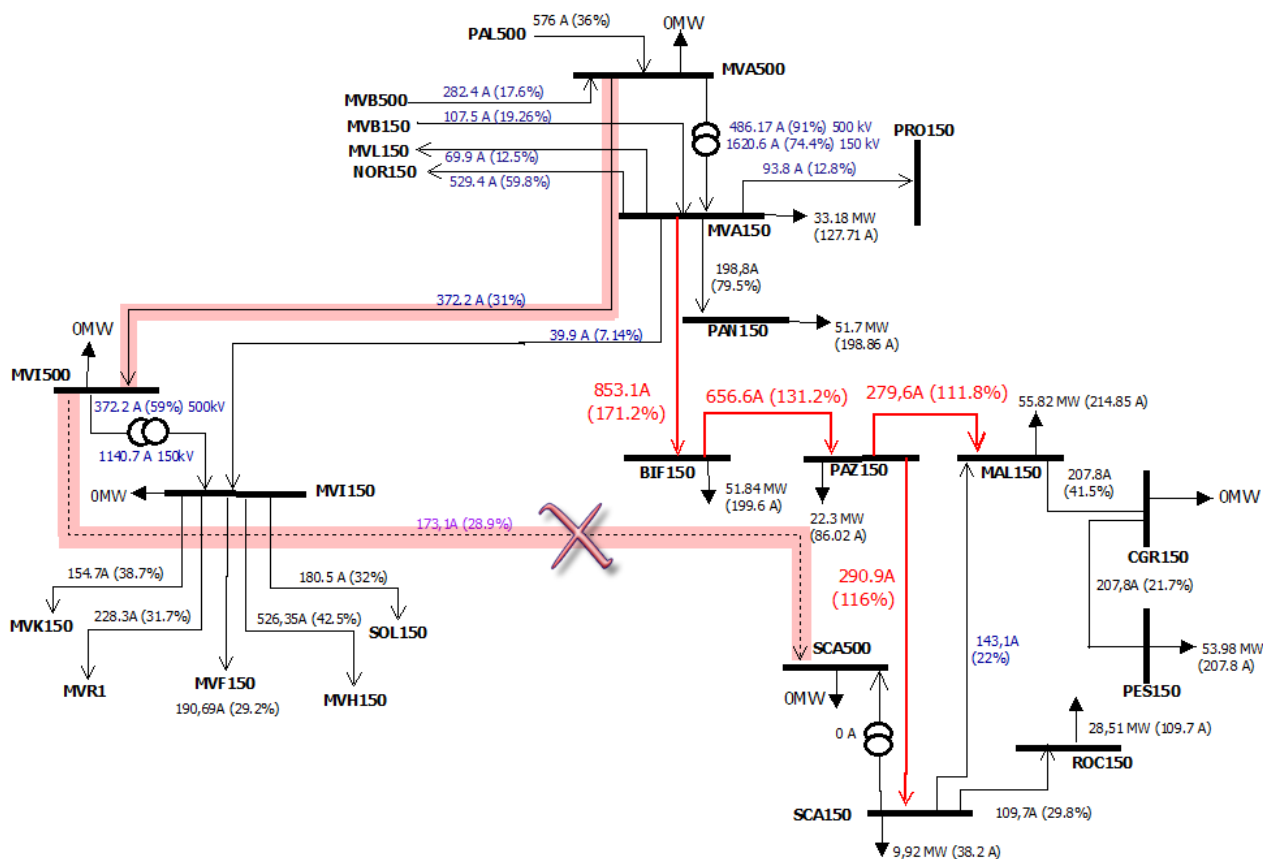 576 A (36%)
0MW
PAL500
MVA500
282.4 A (17.6%)
MVB500
107.5 A (19.26%)
MVB150
486.17 A (91%) 500 kV
1620.6 A (74.4%) 150 kV
PRO150
MVL150
69.9 A (12.5%)
NOR150
529.4 A (59.8%)
93.8 A (12.8%)
MVA150
33.18 MW
(127.71 A)
198,8A
(79.5%)
372.2 A (31%)
0MW
PAN150
51.7 MW
(198.86 A)
39.9 A (7.14%)
MVI500
372.2 A (59%) 500kV
1140.7 A 150kV
853.1A
(171.2%)
656.6A (131.2%)
279,6A (111.8%)
55.82 MW (214.85 A)
BIF150
PAZ150
MAL150
207.8A
(41.5%)
0MW
MVI150
51.84 MW
(199.6 A)
22.3 MW
(86.02 A)
0MW
CGR150
173,1A (28.9%)
154.7A (38.7%)
180.5 A (32%)
290.9A
(116%)
207,8A (21.7%)
MVK150
228.3A (31.7%)
526,35A (42.5%)
SOL150
SCA500
143,1A
(22%)
53.98 MW
(207.8 A)
MVR1
MVF150
190,69A (29.2%)
MVH150
0MW
PES150
0 A
28,51 MW (109.7 A)
ROC150
SCA150
109,7A (29.8%)
9,92 MW (38.2 A)